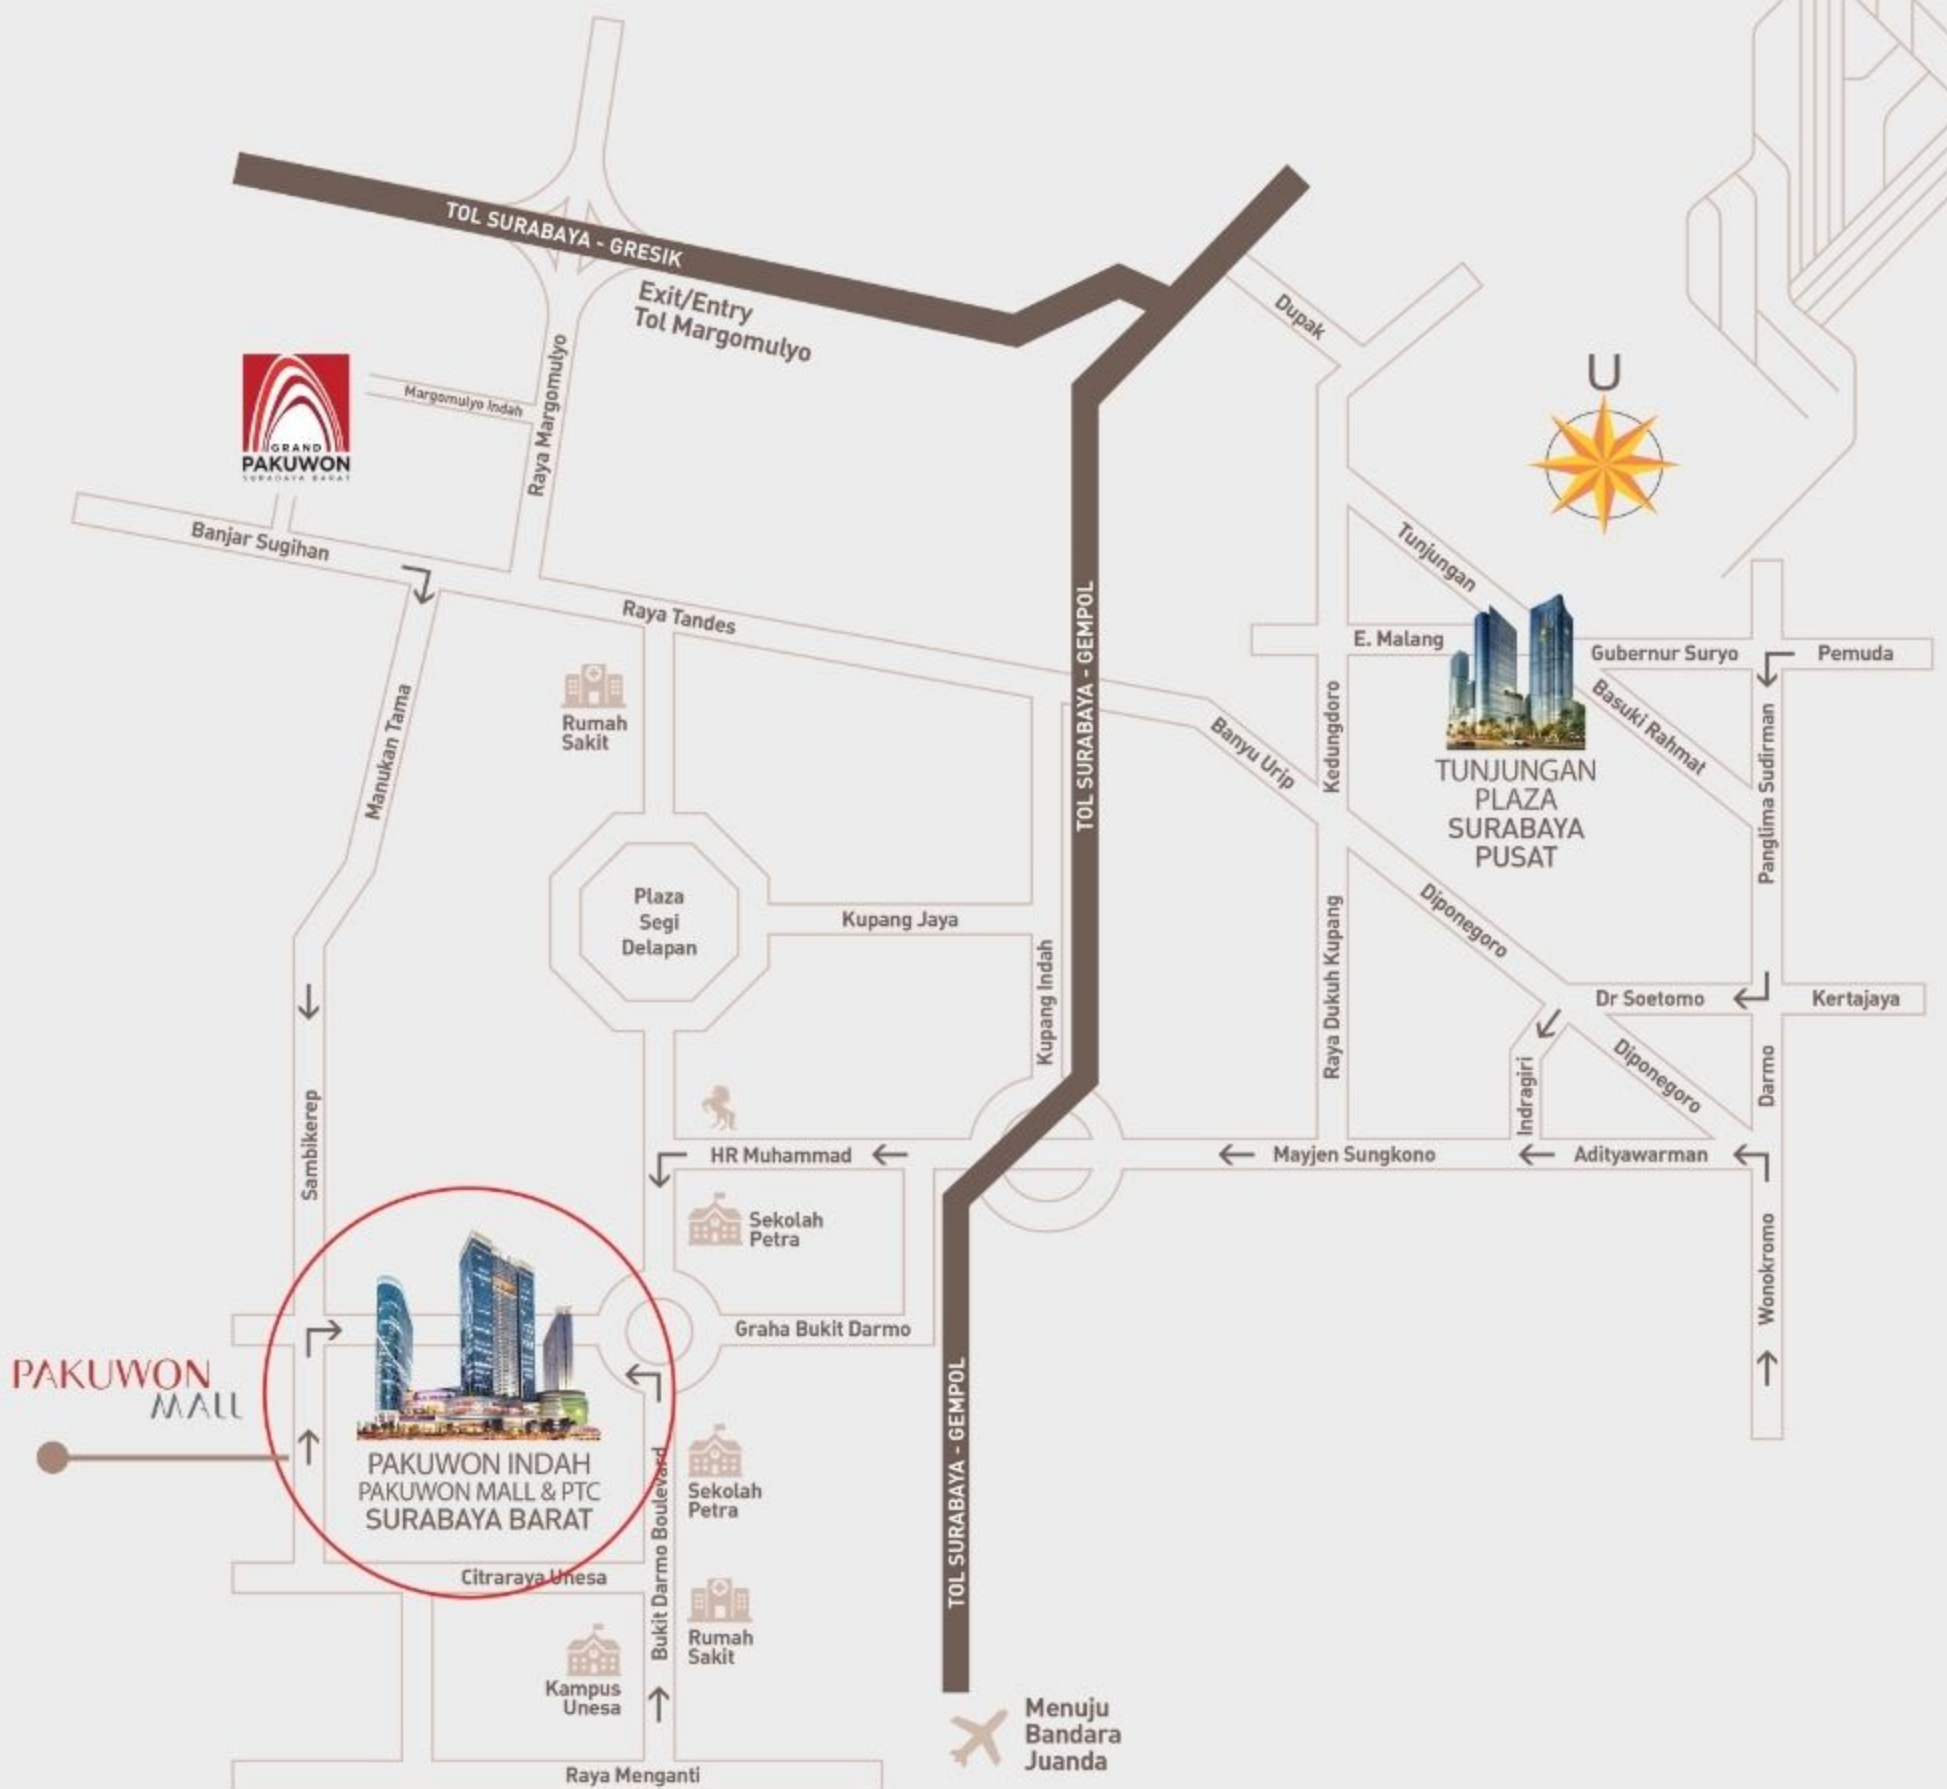 TOL SURABAYA - GRESIK
Exit/Entry
Tol Margomulyo
Dupak
U
Margomulyo Indah
Raya Margomulyo
GRAND
PAKUWON
SURABAYA BARAT
Banjar Sugihan
Tunjungan
Raya Tandes
TOL SURABAYA - GEMPOL
E. Malang
Gubernur Suryo
Pemuda
Rumah
Sakit
Manukan Tama
Banyu Urip
Kedungdoro
Basuki Rahmat
Panglima Sudirman
TUNJUNGAN
PLAZA
SURABAYA
PUSAT
Plaza
Segi
Delapan
Kupang Jaya
Kupang Indah
Raya Dukuh Kupang
Diponegoro
Dr Soetomo
Kertajaya
Indragiri
Diponegoro
Darmo
Sambikerep
HR Muhammad
Mayjen Sungkono
Adityawarman
Sekolah
Petra
Wonokromo
Graha Bukit Darmo
PAKUWON
MALL
PAKUWON INDAH
PAKUWON MALL & PTC
SURABAYA BARAT
Bukit Darmo Boulevard
Sekolah
Petra
TOL SURABAYA - GEMPOL
Citraraya Unesa
Rumah
Sakit
Kampus
Unesa
Menuju
Bandara
Juanda
Raya Menganti